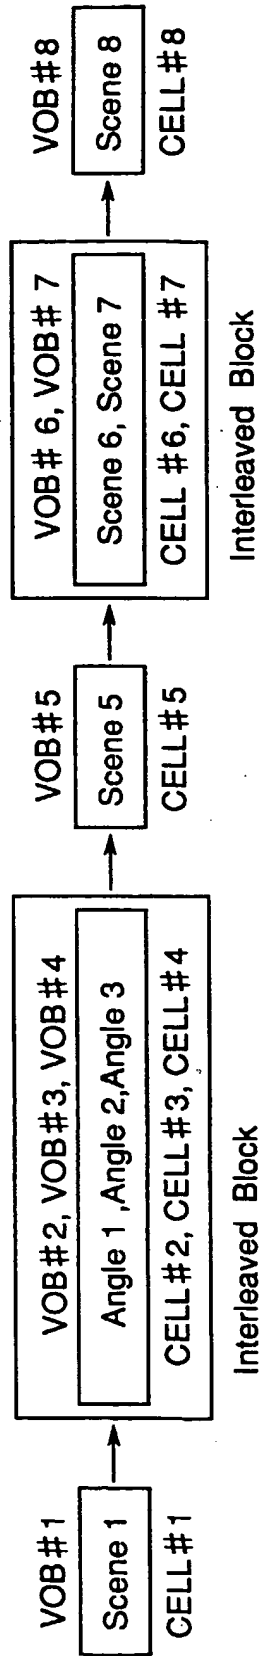 VOB#1
Scene 1
CELL#1
VOB#2, VOB#3, VOB#4
Angle 1 ,Angle 2,Angle 3
CELL#2, CELL#3, CELL#4
Interleaved Block
VOB#5
Scene 5
CELL#5
VOB# 6, VOB# 7
Scene 6, Scene 7
CELL #6, CELL #7
Interleaved Block
VOB#8
Scene 8
CELL#8